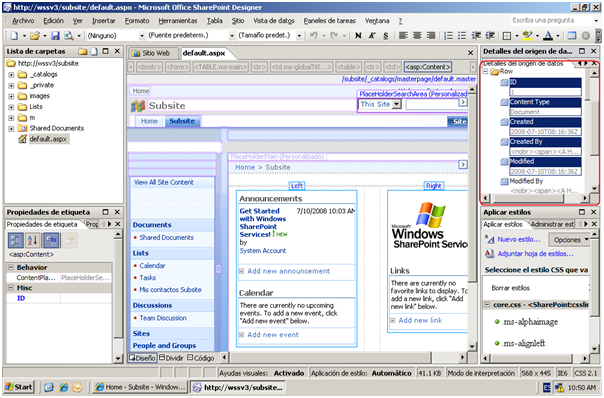 http://wssv3/subsite/default.aspx - Microsoft SharePoint Designer
Archivo Edición Ver Insertar Formato Herramientas Tabla Sitio Vista de datos Paneles de tareas Ventana ?
Escriba una pregunta
(Ninguno) (Fuente predeterm.) (Tamaño predet.) N K S
Lista de carpetas
http://wssv3/subsite
_catalogs
_private
images
Lists
m
Shared Documents
default.aspx
Propiedades de etiqueta
Propiedades de etiqueta
<asp:Content>
Behavior
ContentPla... PlaceHolderSe...
Misc
ID
Sitio Web default.aspx
<body> <form> <TABLE.ms-main> <tr> <td.ms-globalTitl...> <table> <tr> <td> <asp:Content>
/subsite/_catalogs/masterpage/default.master
Home
PlaceHolderSearchArea (Personalizado)
Subsite
This Site
Home Subsite
Site
PlaceHolderMain (Personalizado)
Home > Subsite
View All Site Content
Documents
Shared Documents
Lists
Calendar
Tasks
Mis contactos Subsite
Discussions
Team Discussion
Sites
People and Groups
Left
Right
Announcements
Get Started with Windows SharePoint Services! NEW
7/10/2008 10:03 AM
by
System Account
Add new announcement
Calendar
There are currently no upcoming events. To add a new event, click "Add new event" below.
Add new event
Microsoft
Windows
SharePoint Servic
Links
There are currently no favorite links to display. To add a new link, click "Add new link" below.
Add new link
Diseño Dividir Código
Detalles del origen de da...
Detalles del origen de datos
Row
ID
1
Content Type
Document
Created
2008-07-10T08:16:36Z
Created By
<nobr><span><A H
Modified
2008-07-10T08:16:36Z
Modified By
<nobr><span><A H
Aplicar estilos
Aplicar estilos Administrar esti
Nuevo estilo...
Opciones
Adjuntar hoja de estilos...
Seleccione el estilo CSS que va
Borrar estilos
core.css - <SharePoint:csslin
.ms-alphaimage
.ms-alignleft
Ayudas visuales: Activado Aplicación de estilo: Automático 41.1 KB Modo de interpretación 568 x 445 IE6 CSS 2.1
Start
Home - Subsite - Window...
http://wssv3/subsite...
ES
10:50 AM